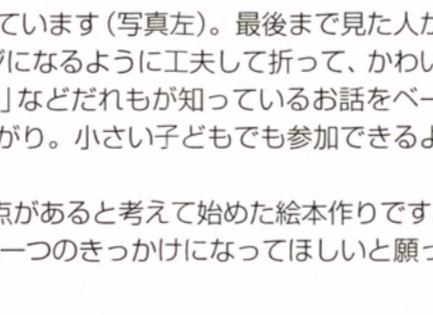 ています(写真左)。最後まで見た人が
ジになるように工夫して折って、かわい
」などだれもが知っているお話をベー
がり。小さい子どもでも参加できるよ
点があると考えて始めた絵本作りです
一つのきっかけになってほしいと願っ